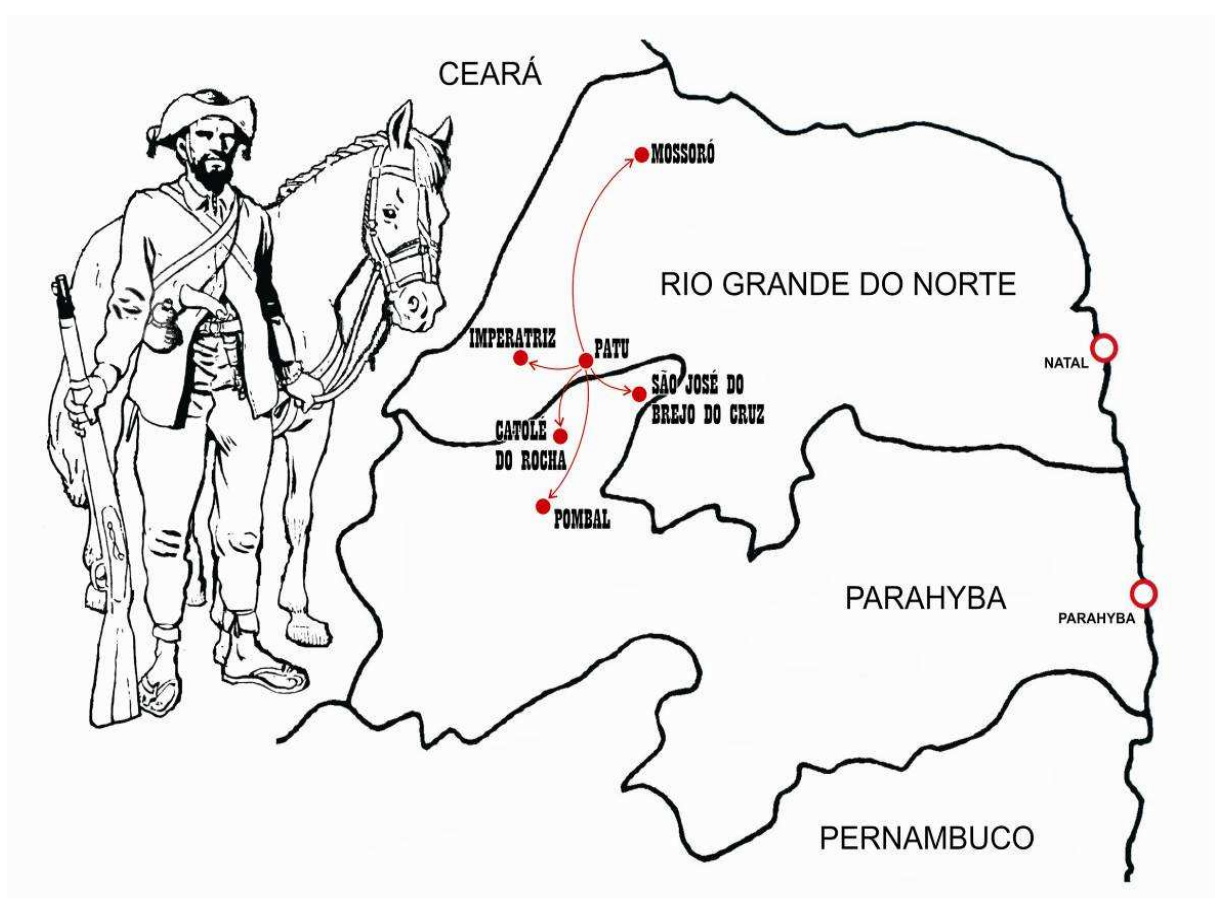 CEARÁ
MOSSORÓ
RIO GRANDE DO NORTE
IMPERATRIZ
PATU
NATAL
SÃO JOSÉ DO
BREJO DO CRUZ
CATOLÉ
DO ROCHA
POMBAL
PARAHYBA
PARAHYBA
PERNAMBUCO